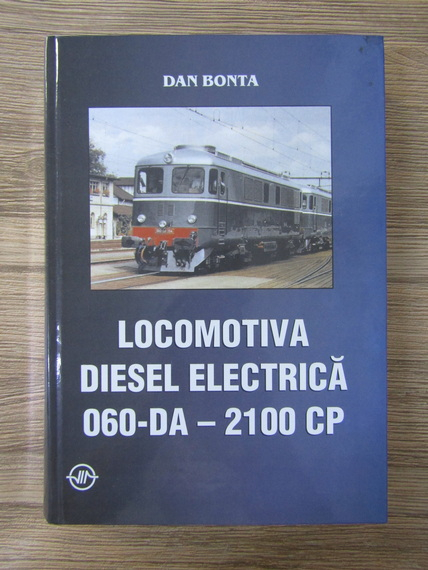 DAN BONTA
LOCOMOTIVA
DIESEL ELECTRICĂ
060-DA – 2100 CP